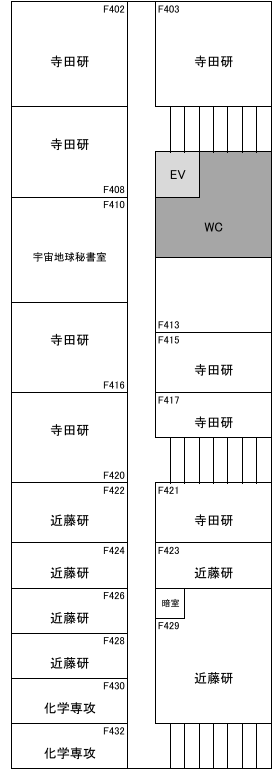 F402
寺田研
F403
寺田研
寺田研
F408
EV
WC
F410
宇宙地球秘書室
F413
寺田研
F416
F415
寺田研
F417
寺田研
寺田研
F420
F422
近藤研
F421
寺田研
F424
近藤研
F423
近藤研
F426
近藤研
暗室
F429
近藤研
F428
近藤研
F430
化学専攻
F432
化学専攻